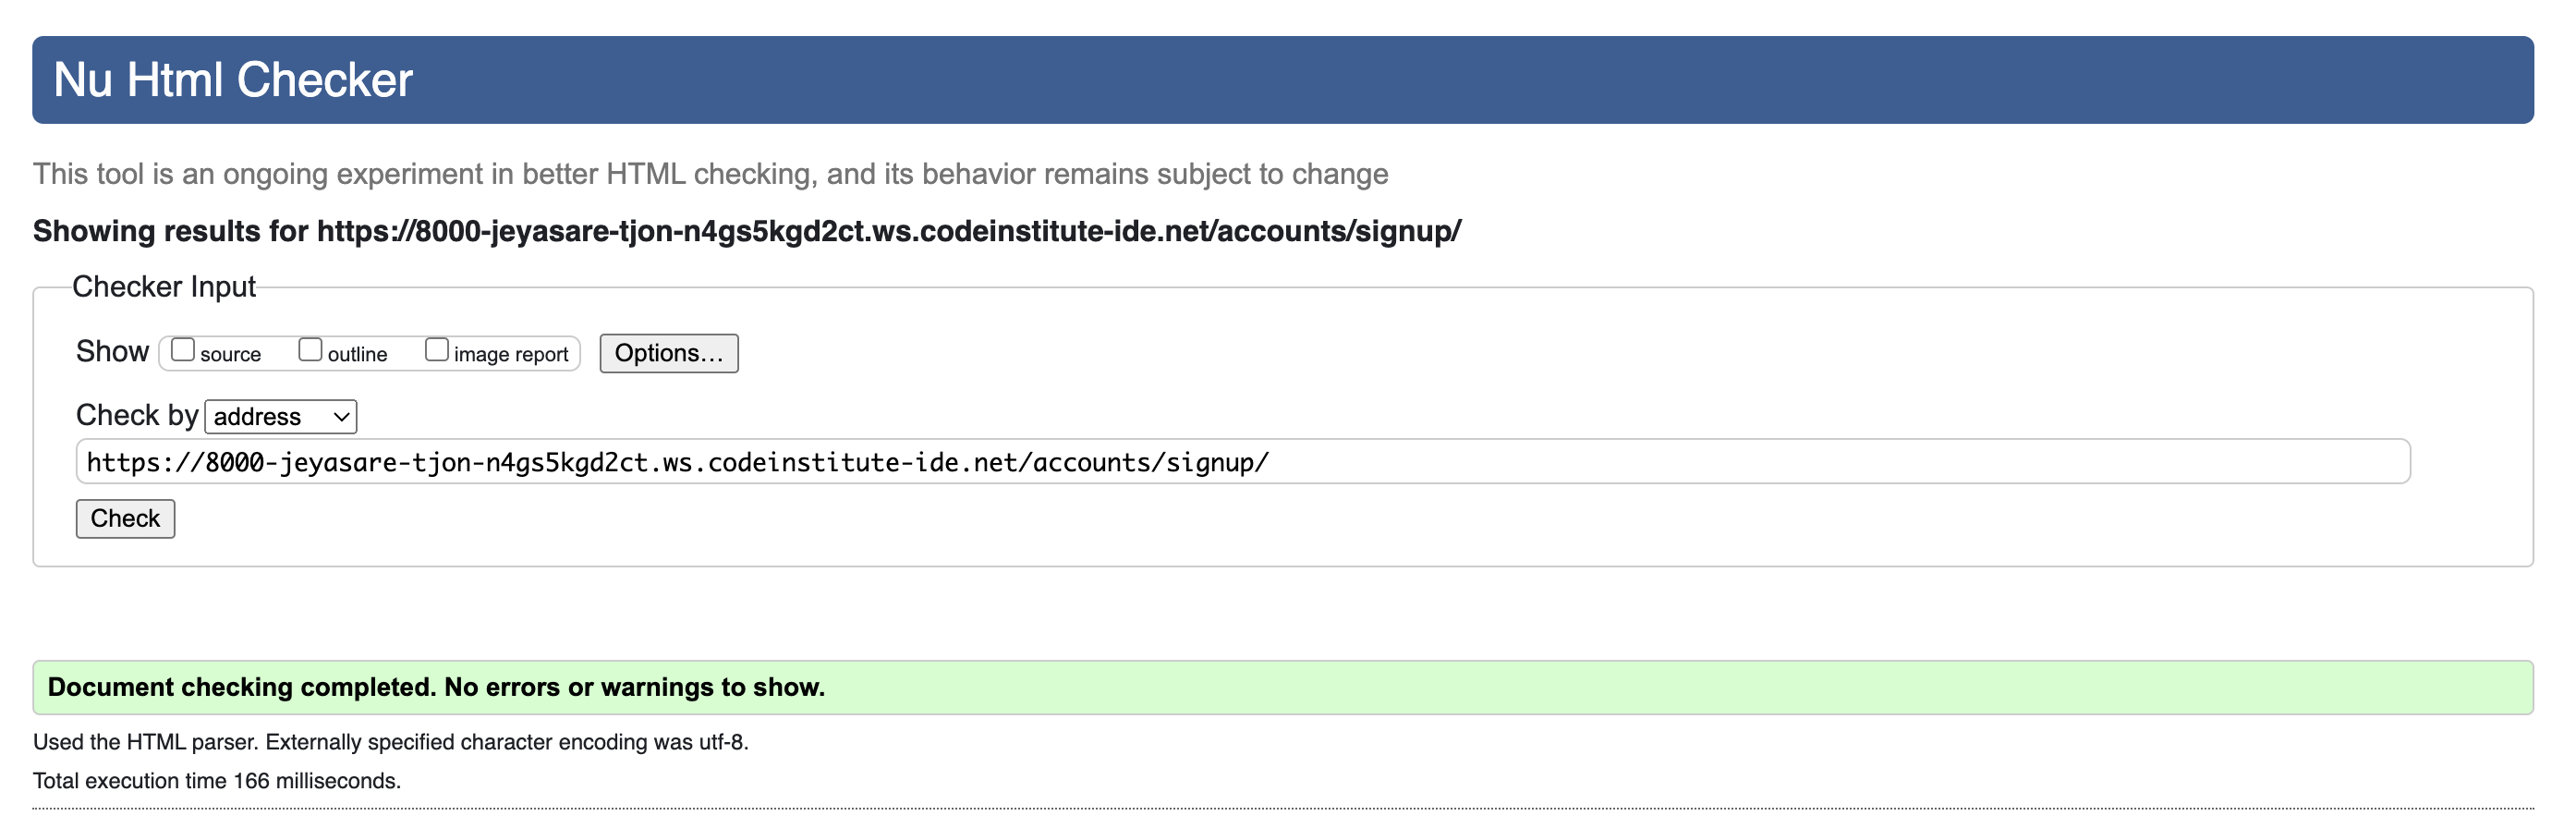 Nu Html Checker
This tool is an ongoing experiment in better HTML checking, and its behavior remains subject to change
Showing results for https://8000-jeyasare-tjon-n4gs5kgd2ct.ws.codeinstitute-ide.net/accounts/signup/
Checker Input
Show source outline image report Options…
Check by address
https://8000-jeyasare-tjon-n4gs5kgd2ct.ws.codeinstitute-ide.net/accounts/signup/
Check
Document checking completed. No errors or warnings to show.
Used the HTML parser. Externally specified character encoding was utf-8.
Total execution time 166 milliseconds.